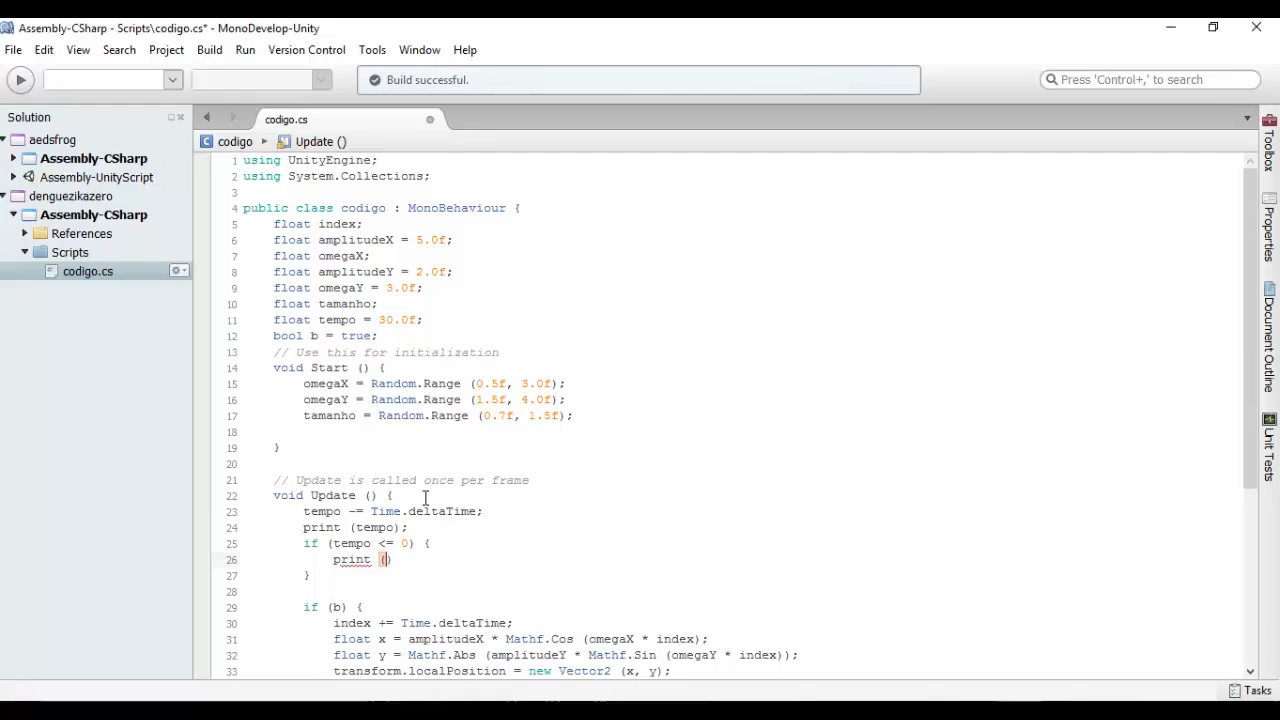 Assembly-CSharp - Scripts\codigo.cs* - MonoDevelop-Unity
File Edit View Search Project Build Run Version Control Tools Window Help
Build successful.
Press 'Control+,' to search
Solution
aedsfrog
Assembly-CSharp
Assembly-UnityScript
denguezikazero
Assembly-CSharp
References
Scripts
codigo.cs
codigo.cs
codigo Update ()
1 using UnityEngine;
2 using System.Collections;
3
4 public class codigo : MonoBehaviour {
5 float index;
6 float amplitudeX = 5.0f;
7 float omegaX;
8 float amplitudeY = 2.0f;
9 float omegaY = 3.0f;
10 float tamanho;
11 float tempo = 30.0f;
12 bool b = true;
13 // Use this for initialization
14 void Start () {
15 omegaX = Random.Range (0.5f, 3.0f);
16 omegaY = Random.Range (1.5f, 4.0f);
17 tamanho = Random.Range (0.7f, 1.5f);
18
19 }
20
21 // Update is called once per frame
22 void Update () {
23 tempo -= Time.deltaTime;
24 print (tempo);
25 if (tempo <= 0) {
26 print ()
27 }
28
29 if (b) {
30 index += Time.deltaTime;
31 float x = amplitudeX * Mathf.Cos (omegaX * index);
32 float y = Mathf.Abs (amplitudeY * Mathf.Sin (omegaY * index));
33 transform.localPosition = new Vector2 (x, y);
Toolbox
Properties
Document Outline
Unit Tests
Tasks